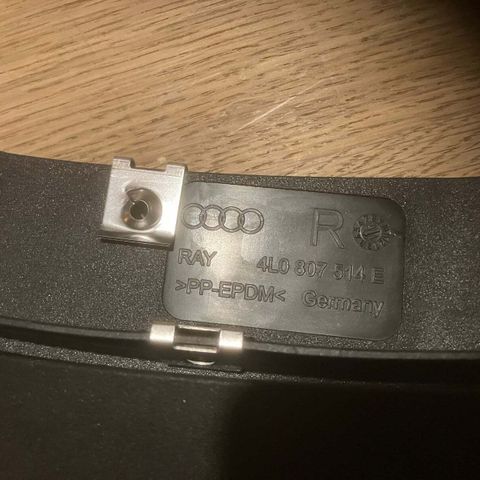 R
RAY 4L0 807 514 E
>PP-EPDM< Germany